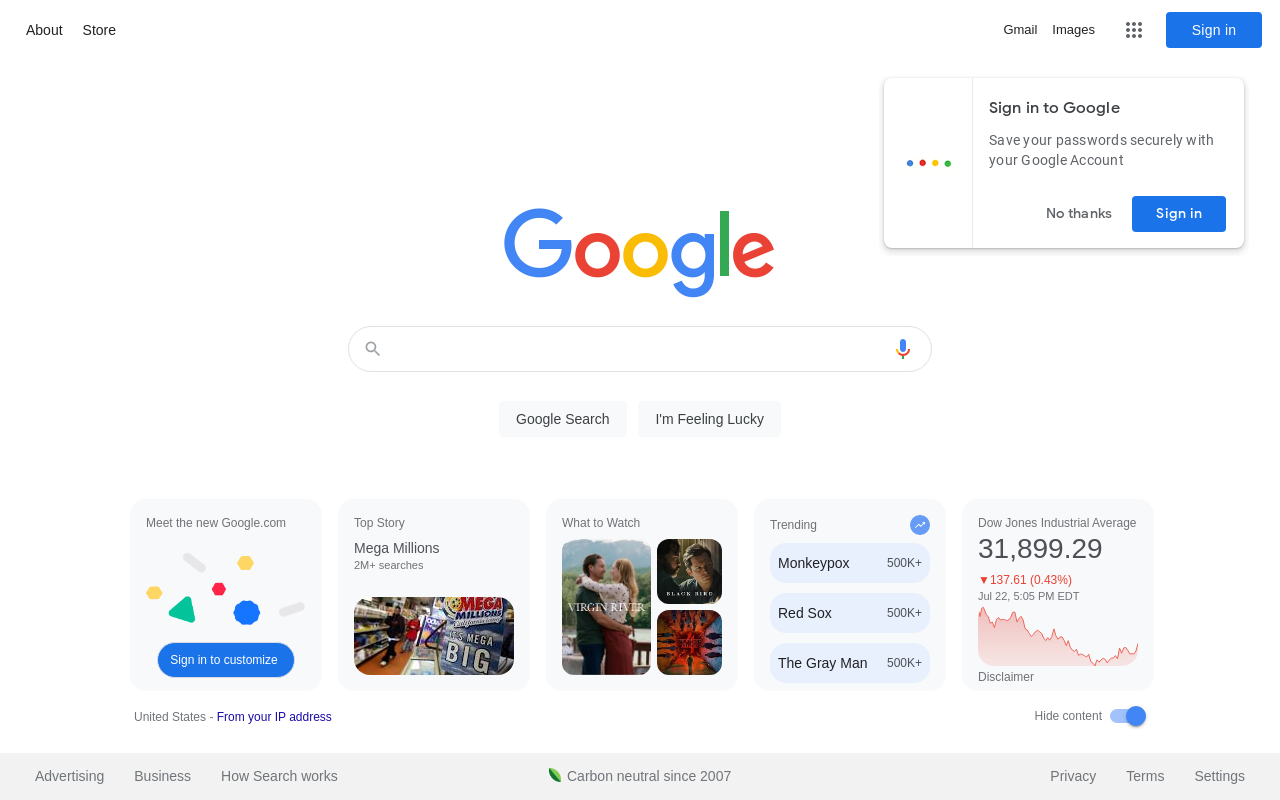 About
Store
Gmail
Images
Sign in
Sign in to Google
Save your passwords securely with
your Google Account
No thanks
Sign in
Google
Google Search
I'm Feeling Lucky
Meet the new Google.com
Sign in to customize
Top Story
Mega Millions
2M+ searches
MEGA
MILLIONS
IT'S MEGA
BIG
What to Watch
VIRGIN RIVER
BLACK BIRD
Trending
Monkeypox 500K+
Red Sox 500K+
The Gray Man 500K+
Dow Jones Industrial Average
31,899.29
▼137.61 (0.43%)
Jul 22, 5:05 PM EDT
Disclaimer
United States - From your IP address
Hide content
Advertising
Business
How Search works
Carbon neutral since 2007
Privacy
Terms
Settings